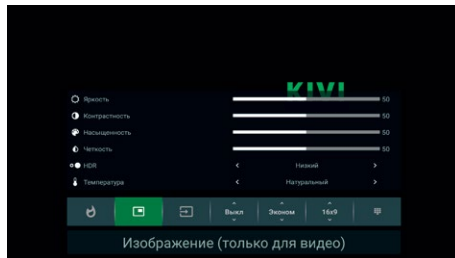 KIVI
Яркость 50
Контрастность 50
Насыщенность 50
Четкость 50
HDR < Низкий >
Температура < Натуральный >
Выкл Эконом 16x9
Изображение (только для видео)